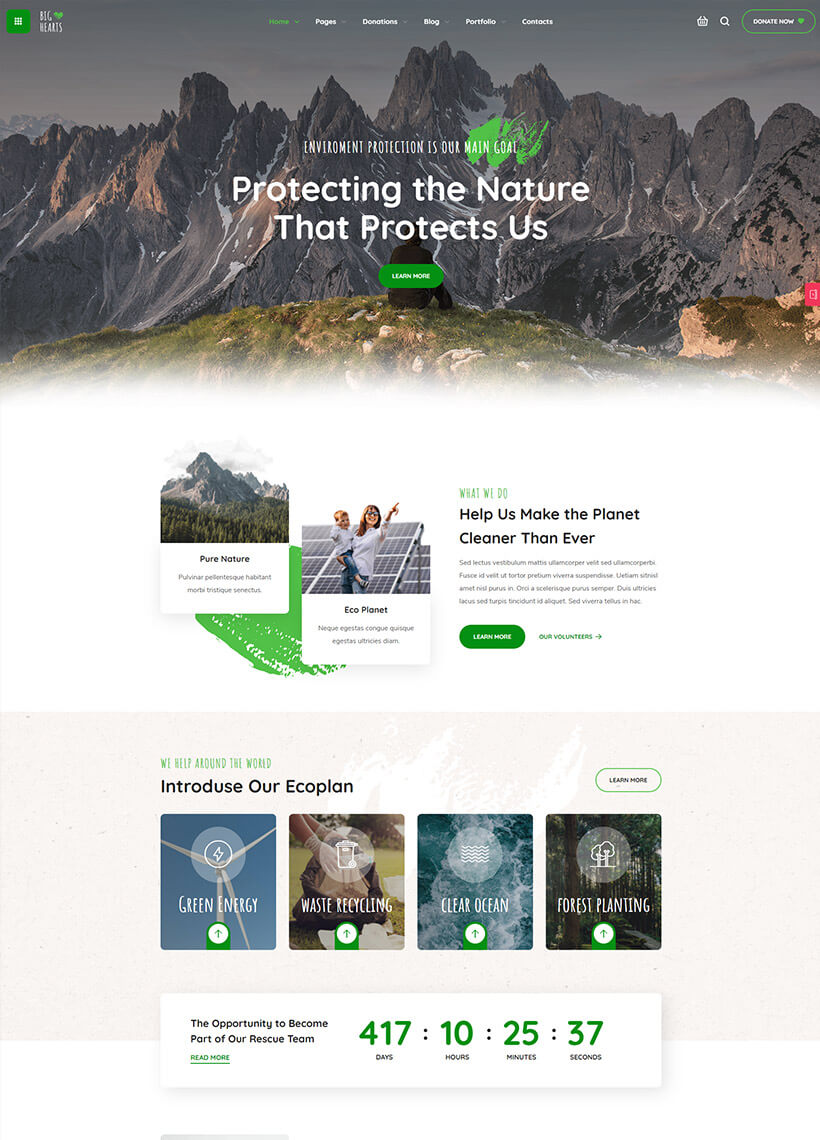 BIG
HEARTS
Home
Pages
Donations
Blog
Portfolio
Contacts
DONATE NOW
ENVIROMENT PROTECTION IS OUR MAIN GOAL
Protecting the Nature
That Protects Us
LEARN MORE
Pure Nature
Pulvinar pellentesque habitant
morbi tristique senectus.
Eco Planet
Neque egestas congue quisque
egestas ultricies diam.
WHAT WE DO
Help Us Make the Planet
Cleaner Than Ever
Sed lectus vestibulum mattis ullamcorper velit sed ullamcorperbi.
Fusce id velit ut tortor pretium viverra suspendisse. Uetiam sitnisl
amet nisl purus in. Orci a scelerisque purus semper. Duis ultricies
lacus sed turpis tincidunt id aliquet. Sed viverra tellus in hac.
LEARN MORE
OUR VOLUNTEERS
WE HELP AROUND THE WORLD
Introduse Our Ecoplan
LEARN MORE
Green Energy
waste recycling
clear ocean
forest planting
The Opportunity to Become
Part of Our Rescue Team
READ MORE
417 : 10 : 25 : 37
DAYS HOURS MINUTES SECONDS